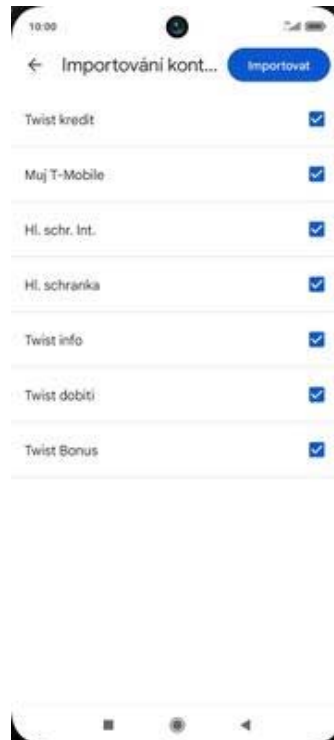 10:00
Importování kont...
Importovat
Twist kredit
Muj T-Mobile
Hl. schr. Int.
Hl. schranka
Twist info
Twist dobiti
Twist Bonus